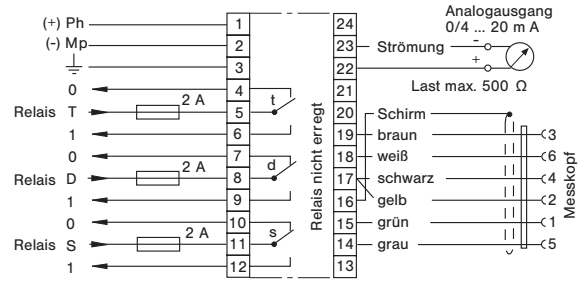 Analogausgang
0/4 ... 20 mA
(+) Ph 1 24
(-) Mp 2 23 Strömung - 
3 22 +
Last max. 500 Ω
0 4 21
Relais T 2 A 5 t 20 Schirm
1 6 19 braun 3
0 7 18 weiß 6
Relais D 2 A 8 d 17 schwarz 4
1 9 16 gelb 2
0 10 15 grün 1
Relais S 2 A 11 s 14 grau 5
1 12 13
Relais nicht erregt
Messkopf